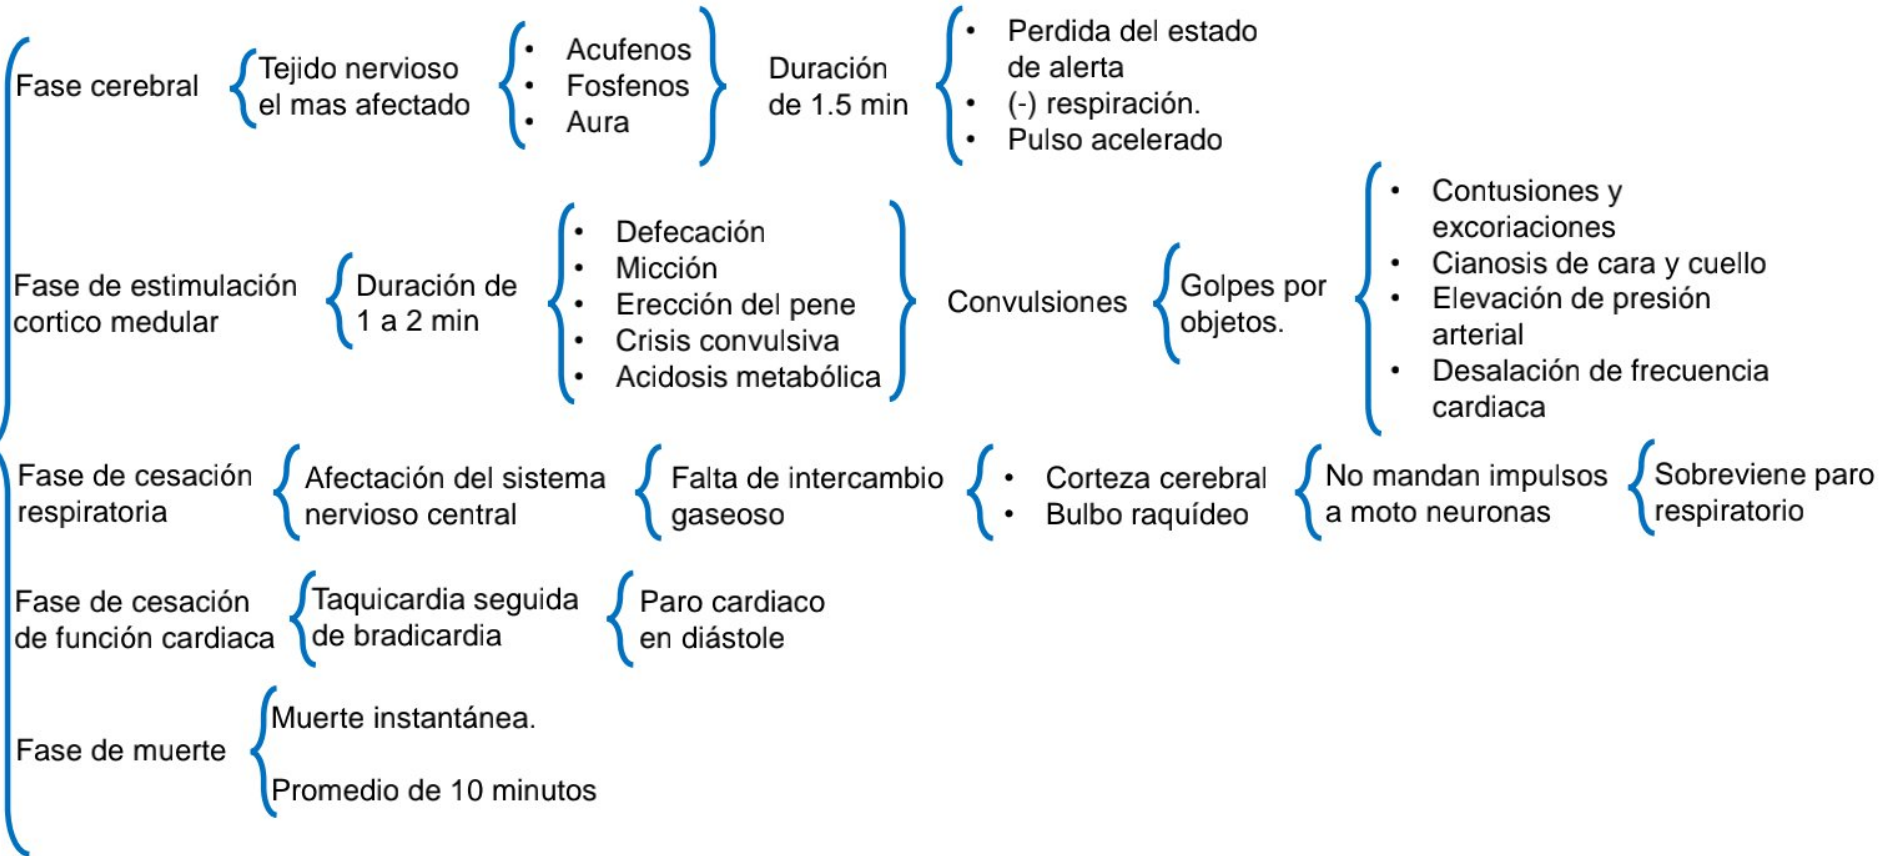 Fase cerebral
Tejido nervioso
el mas afectado
• Acufenos
• Fosfenos
• Aura
Duración
de 1.5 min
• Perdida del estado
de alerta
• (-) respiración.
• Pulso acelerado
Fase de estimulación
cortico medular
Duración de
1 a 2 min
• Defecación
• Micción
• Erección del pene
• Crisis convulsiva
• Acidosis metabólica
Convulsiones
Golpes por
objetos.
• Contusiones y
excoriaciones
• Cianosis de cara y cuello
• Elevación de presión
arterial
• Desalación de frecuencia
cardiaca
Fase de cesación
respiratoria
Afectación del sistema
nervioso central
Falta de intercambio
gaseoso
• Corteza cerebral
• Bulbo raquídeo
No mandan impulsos
a moto neuronas
Sobreviene paro
respiratorio
Fase de cesación
de función cardiaca
Taquicardia seguida
de bradicardia
Paro cardiaco
en diástole
Fase de muerte
Muerte instantánea.
Promedio de 10 minutos